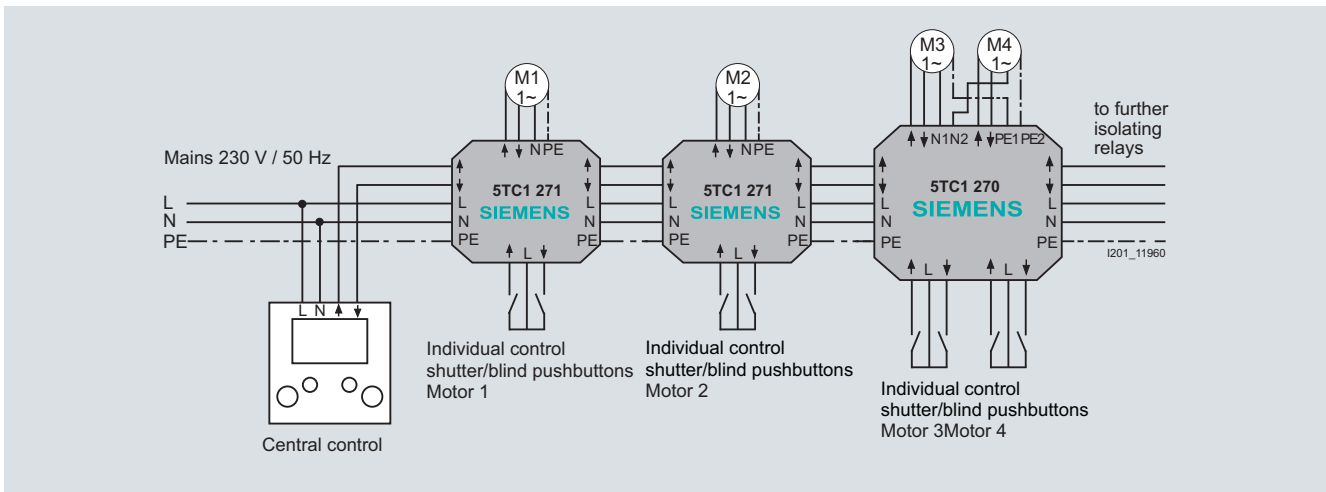 M1
1~
M2
1~
M3
1~
M4
1~
to further
isolating
relays
Mains 230 V / 50 Hz
L
N
PE
↑ ↓ N PE
↑
↓
L
N
PE
5TC1 271
SIEMENS
↑
↓
L
N
PE
↑ L ↓
↑ ↓ N PE
↑
↓
L
N
PE
5TC1 271
SIEMENS
↑
↓
L
N
PE
↑ L ↓
↑ ↓ N1 N2 ↑ ↓ PE1 PE2
↑
↓
L
N
PE
5TC1 270
SIEMENS
↑
↓
L
N
PE
↑ L ↓ ↑ L ↓
I201_11960
L N ↑ ↓
Central control
Individual control
shutter/blind pushbuttons
Motor 1
Individual control
shutter/blind pushbuttons
Motor 2
Individual control
shutter/blind pushbuttons
Motor 3Motor 4